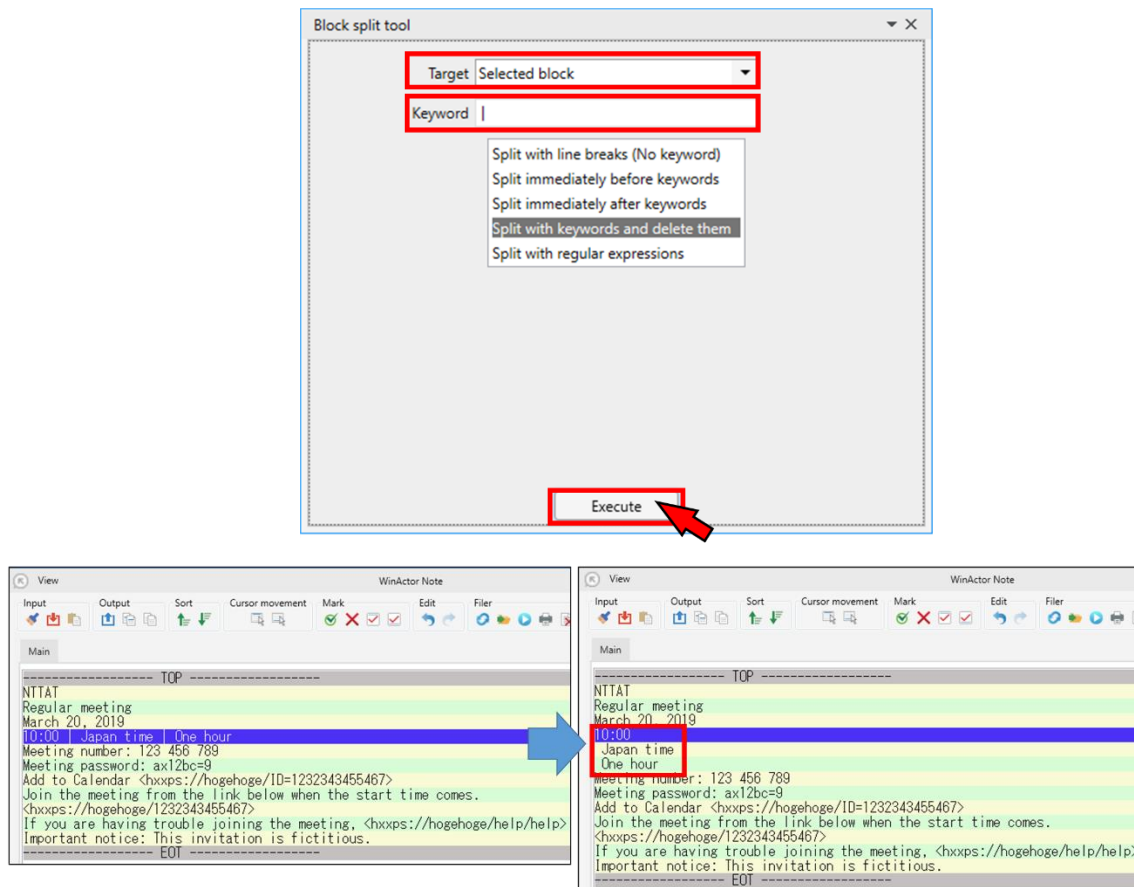 Block split tool
Target Selected block
Keyword |
Split with line breaks (No keyword)
Split immediately before keywords
Split immediately after keywords
Split with keywords and delete them
Split with regular expressions
Execute
View WinActor Note
Input Output Sort Cursor movement Mark Edit Filer
Main
------------------ TOP ------------------
NTTAT
Regular meeting
March 20, 2019
10:00 | Japan time | One hour
Meeting number: 123 456 789
Meeting password: ax12bc=9
Add to Calendar <hxxps://hogehoge/ID=1232343455467>
Join the meeting from the link below when the start time comes.
<hxxps://hogehoge/1232343455467>
If you are having trouble joining the meeting, <hxxps://hogehoge/help/help>
Important notice: This invitation is fictitious.
------------------ EOT ------------------
View WinActor Note
Input Output Sort Cursor movement Mark Edit Filer
Main
------------------ TOP ------------------
NTTAT
Regular meeting
March 20, 2019
10:00
Japan time
One hour
Meeting number: 123 456 789
Meeting password: ax12bc=9
Add to Calendar <hxxps://hogehoge/ID=1232343455467>
Join the meeting from the link below when the start time comes.
<hxxps://hogehoge/1232343455467>
If you are having trouble joining the meeting, <hxxps://hogehoge/help/help>
Important notice: This invitation is fictitious.
------------------ EOT ------------------